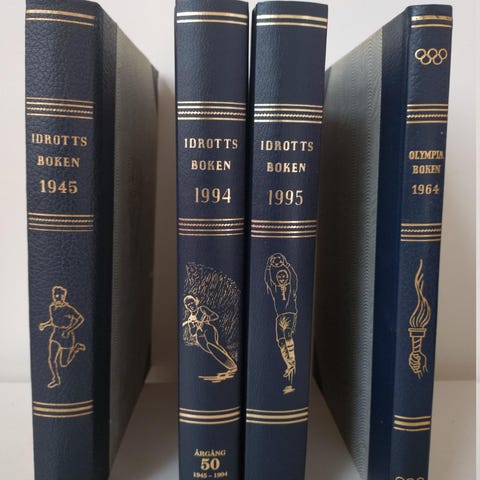 IDROTTS
BOKEN
1945
IDROTTS
BOKEN
1994
ÅRGÅNG
50
1945 - 1994
IDROTTS
BOKEN
1995
OLYMPIA
BOKEN
1964